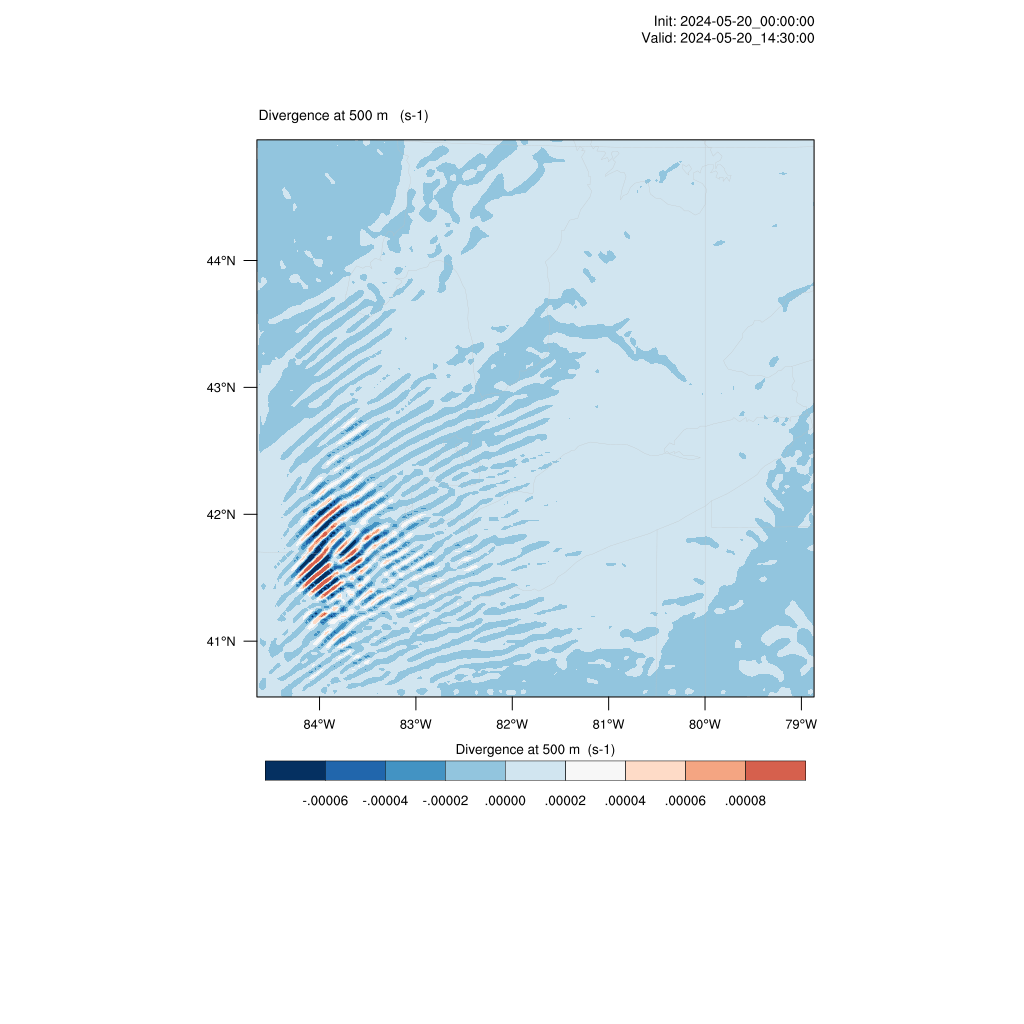 Init: 2024-05-20_00:00:00
Valid: 2024-05-20_14:30:00
Divergence at 500 m (s-1)
44°N
43°N
42°N
41°N
84°W 83°W 82°W 81°W 80°W 79°W
Divergence at 500 m (s-1)
-.00006 -.00004 -.00002 .00000 .00002 .00004 .00006 .00008